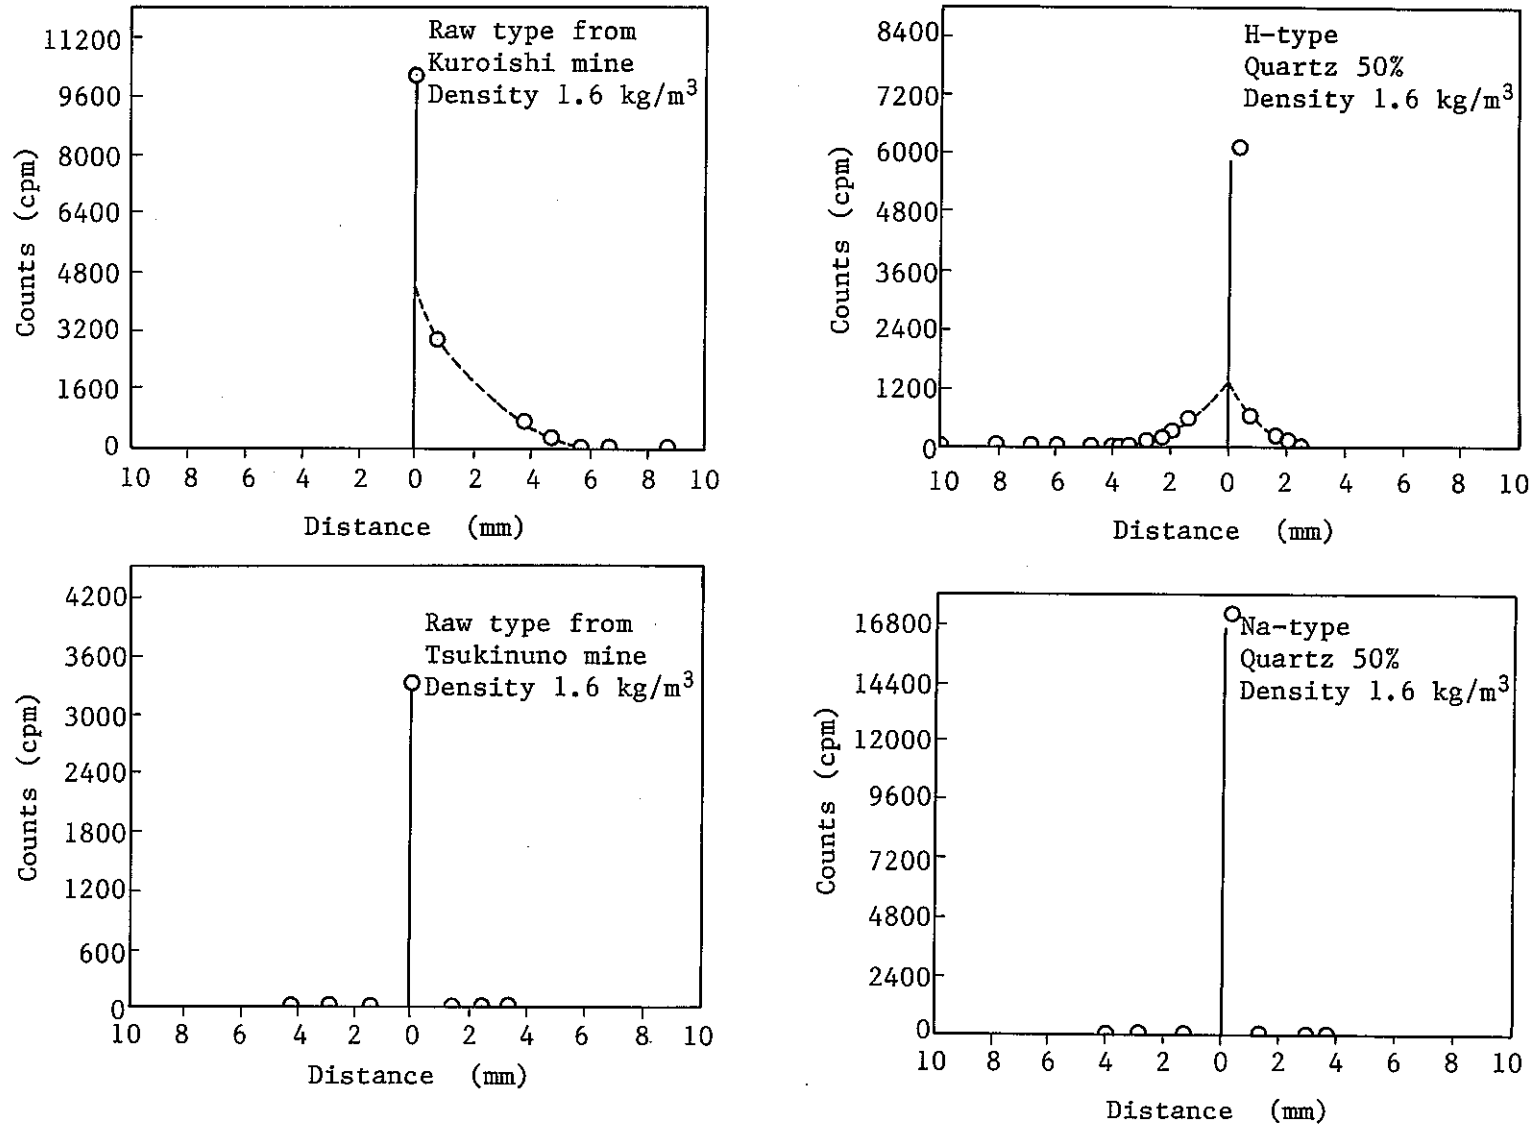 Counts (cpm)
11200
9600
8000
6400
4800
3200
1600
0
Raw type from
Kuroishi mine
Density 1.6 kg/m³
10 8 6 4 2 0 2 4 6 8 10
Distance (mm)
Counts (cpm)
8400
7200
6000
4800
3600
2400
1200
0
H-type
Quartz 50%
Density 1.6 kg/m³
10 8 6 4 2 0 2 4 6 8 10
Distance (mm)
Counts (cpm)
4200
3600
3000
2400
1800
1200
600
0
Raw type from
Tsukinuno mine
Density 1.6 kg/m³
10 8 6 4 2 0 2 4 6 8 10
Distance (mm)
Counts (cpm)
16800
14400
12000
9600
7200
4800
2400
0
Na-type
Quartz 50%
Density 1.6 kg/m³
10 8 6 4 2 0 2 4 6 8 10
Distance (mm)